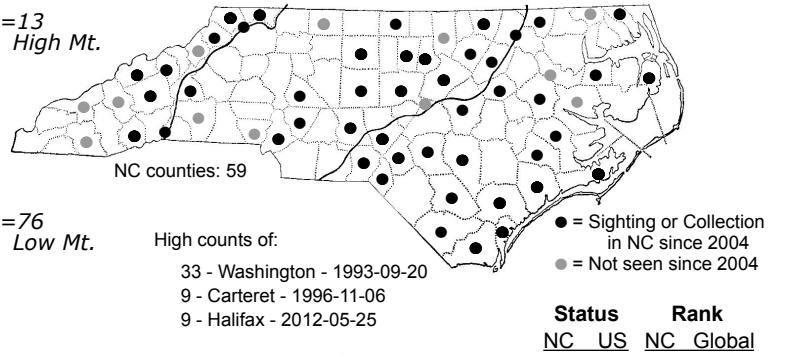 =13
High Mt.
NC counties: 59
=76
Low Mt.
High counts of:
33 - Washington - 1993-09-20
9 - Carteret - 1996-11-06
9 - Halifax - 2012-05-25
= Sighting or Collection
in NC since 2004
= Not seen since 2004
Status Rank
NC US NC Global